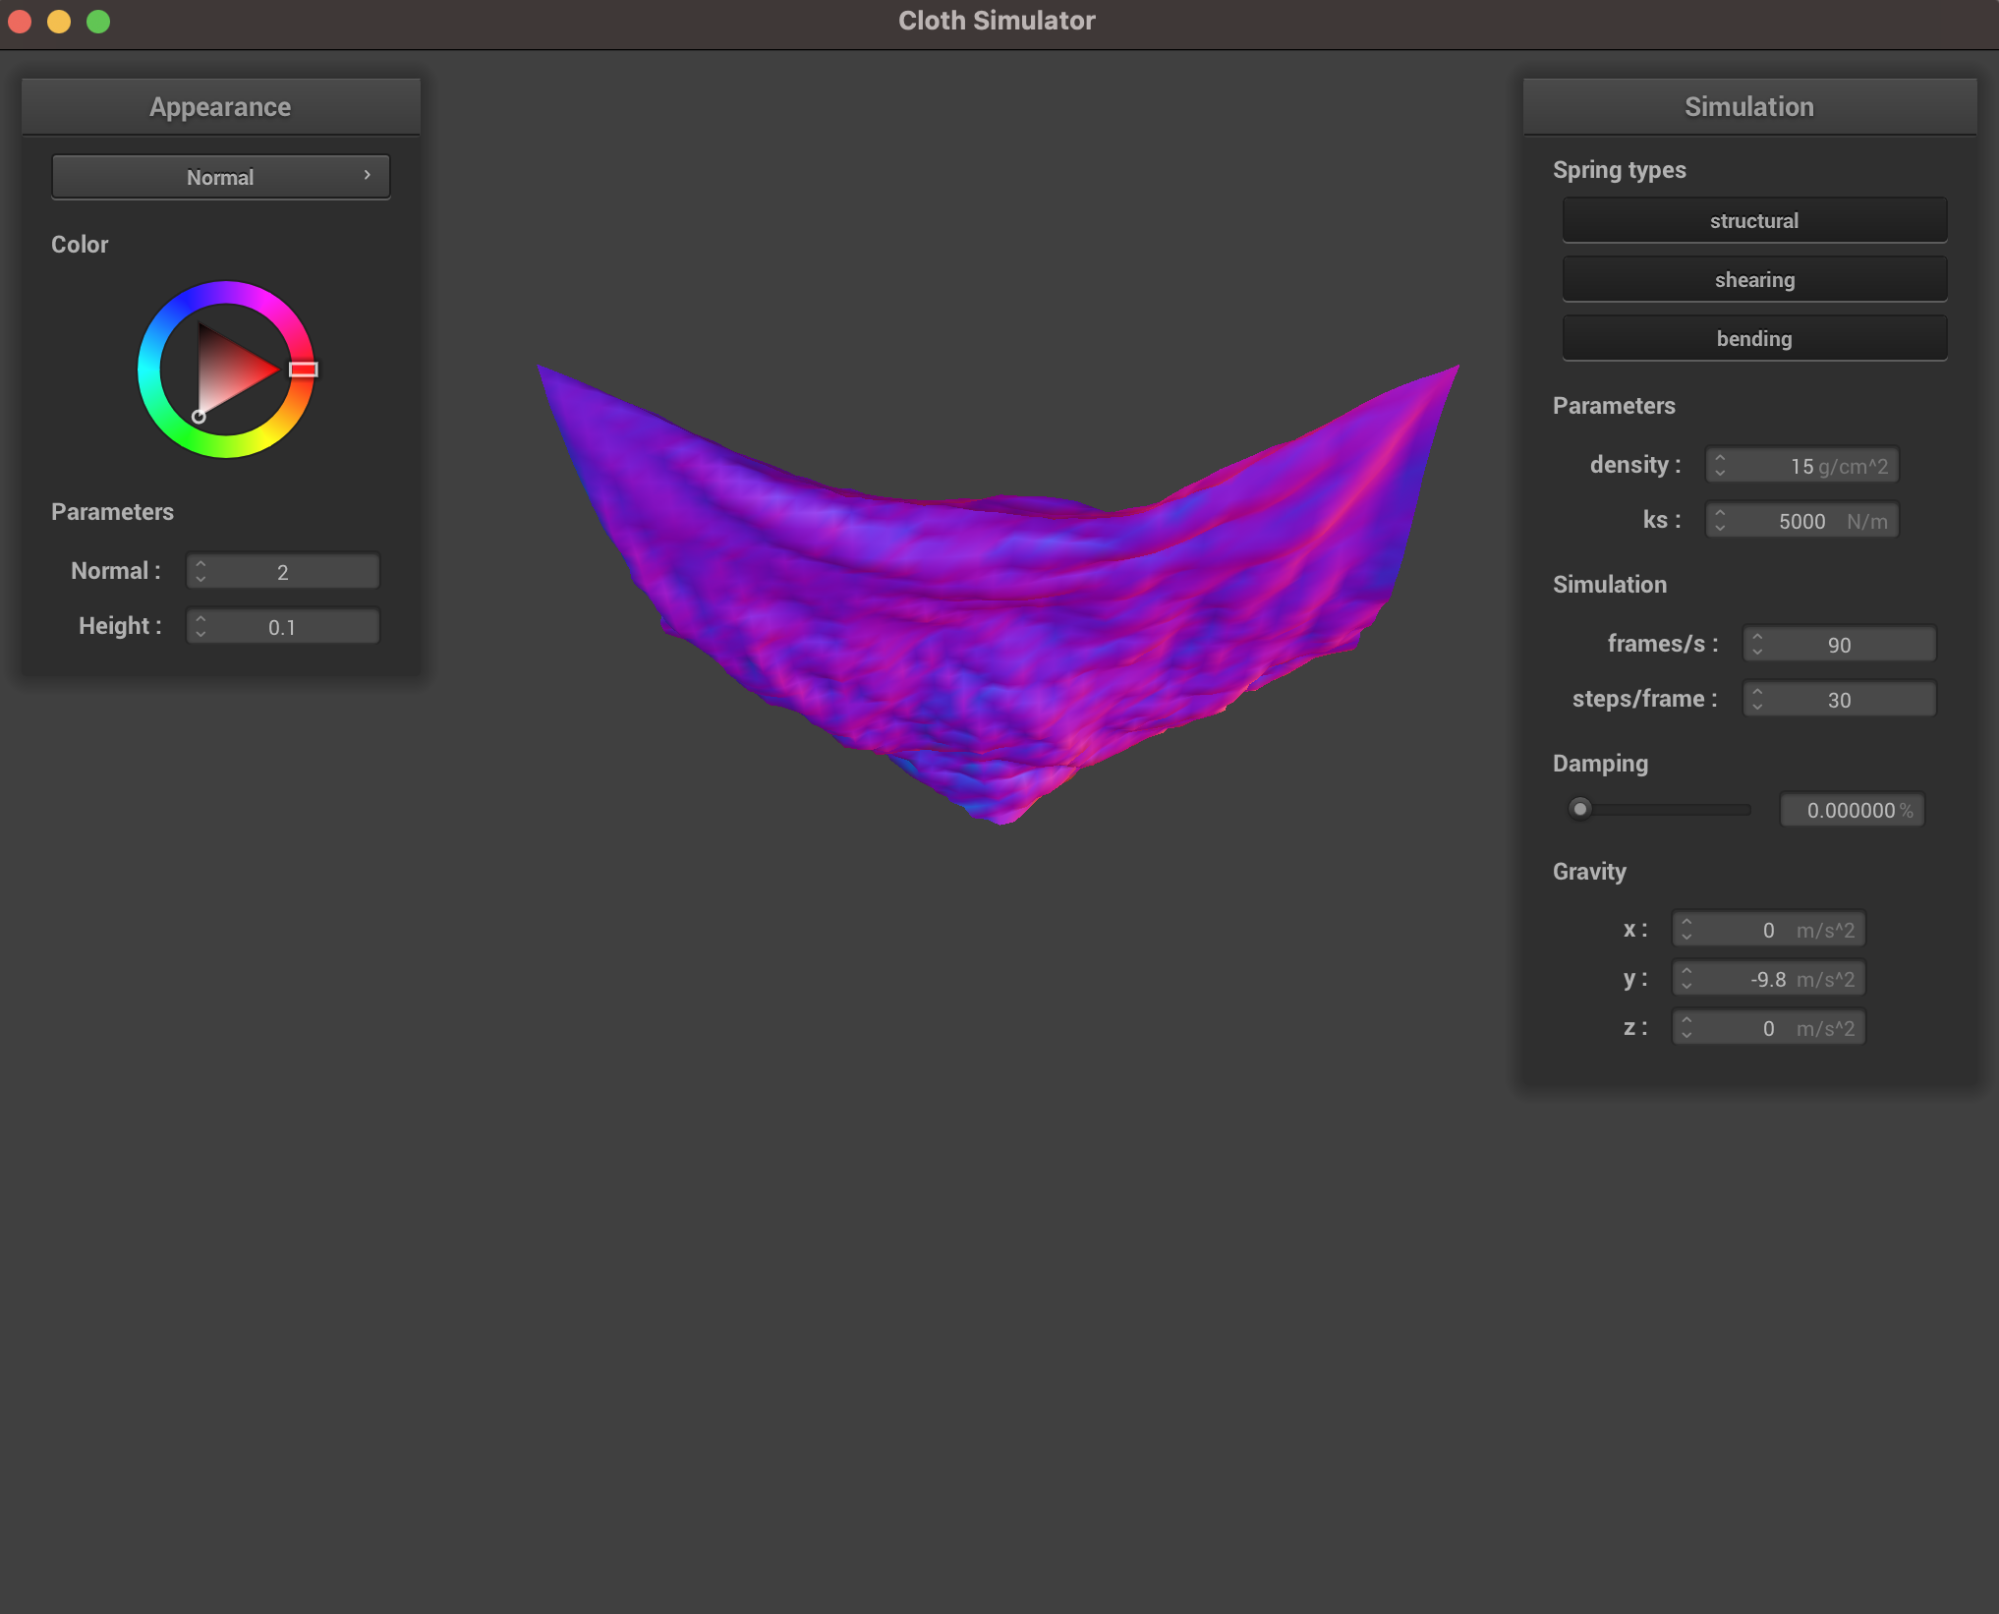 Cloth Simulator
Appearance
Normal
Color
Parameters
Normal : 2
Height : 0.1
Simulation
Spring types
structural
shearing
bending
Parameters
density : 15 g/cm^2
ks : 5000 N/m
Simulation
frames/s : 90
steps/frame : 30
Damping
0.000000 %
Gravity
x : 0 m/s^2
y : -9.8 m/s^2
z : 0 m/s^2